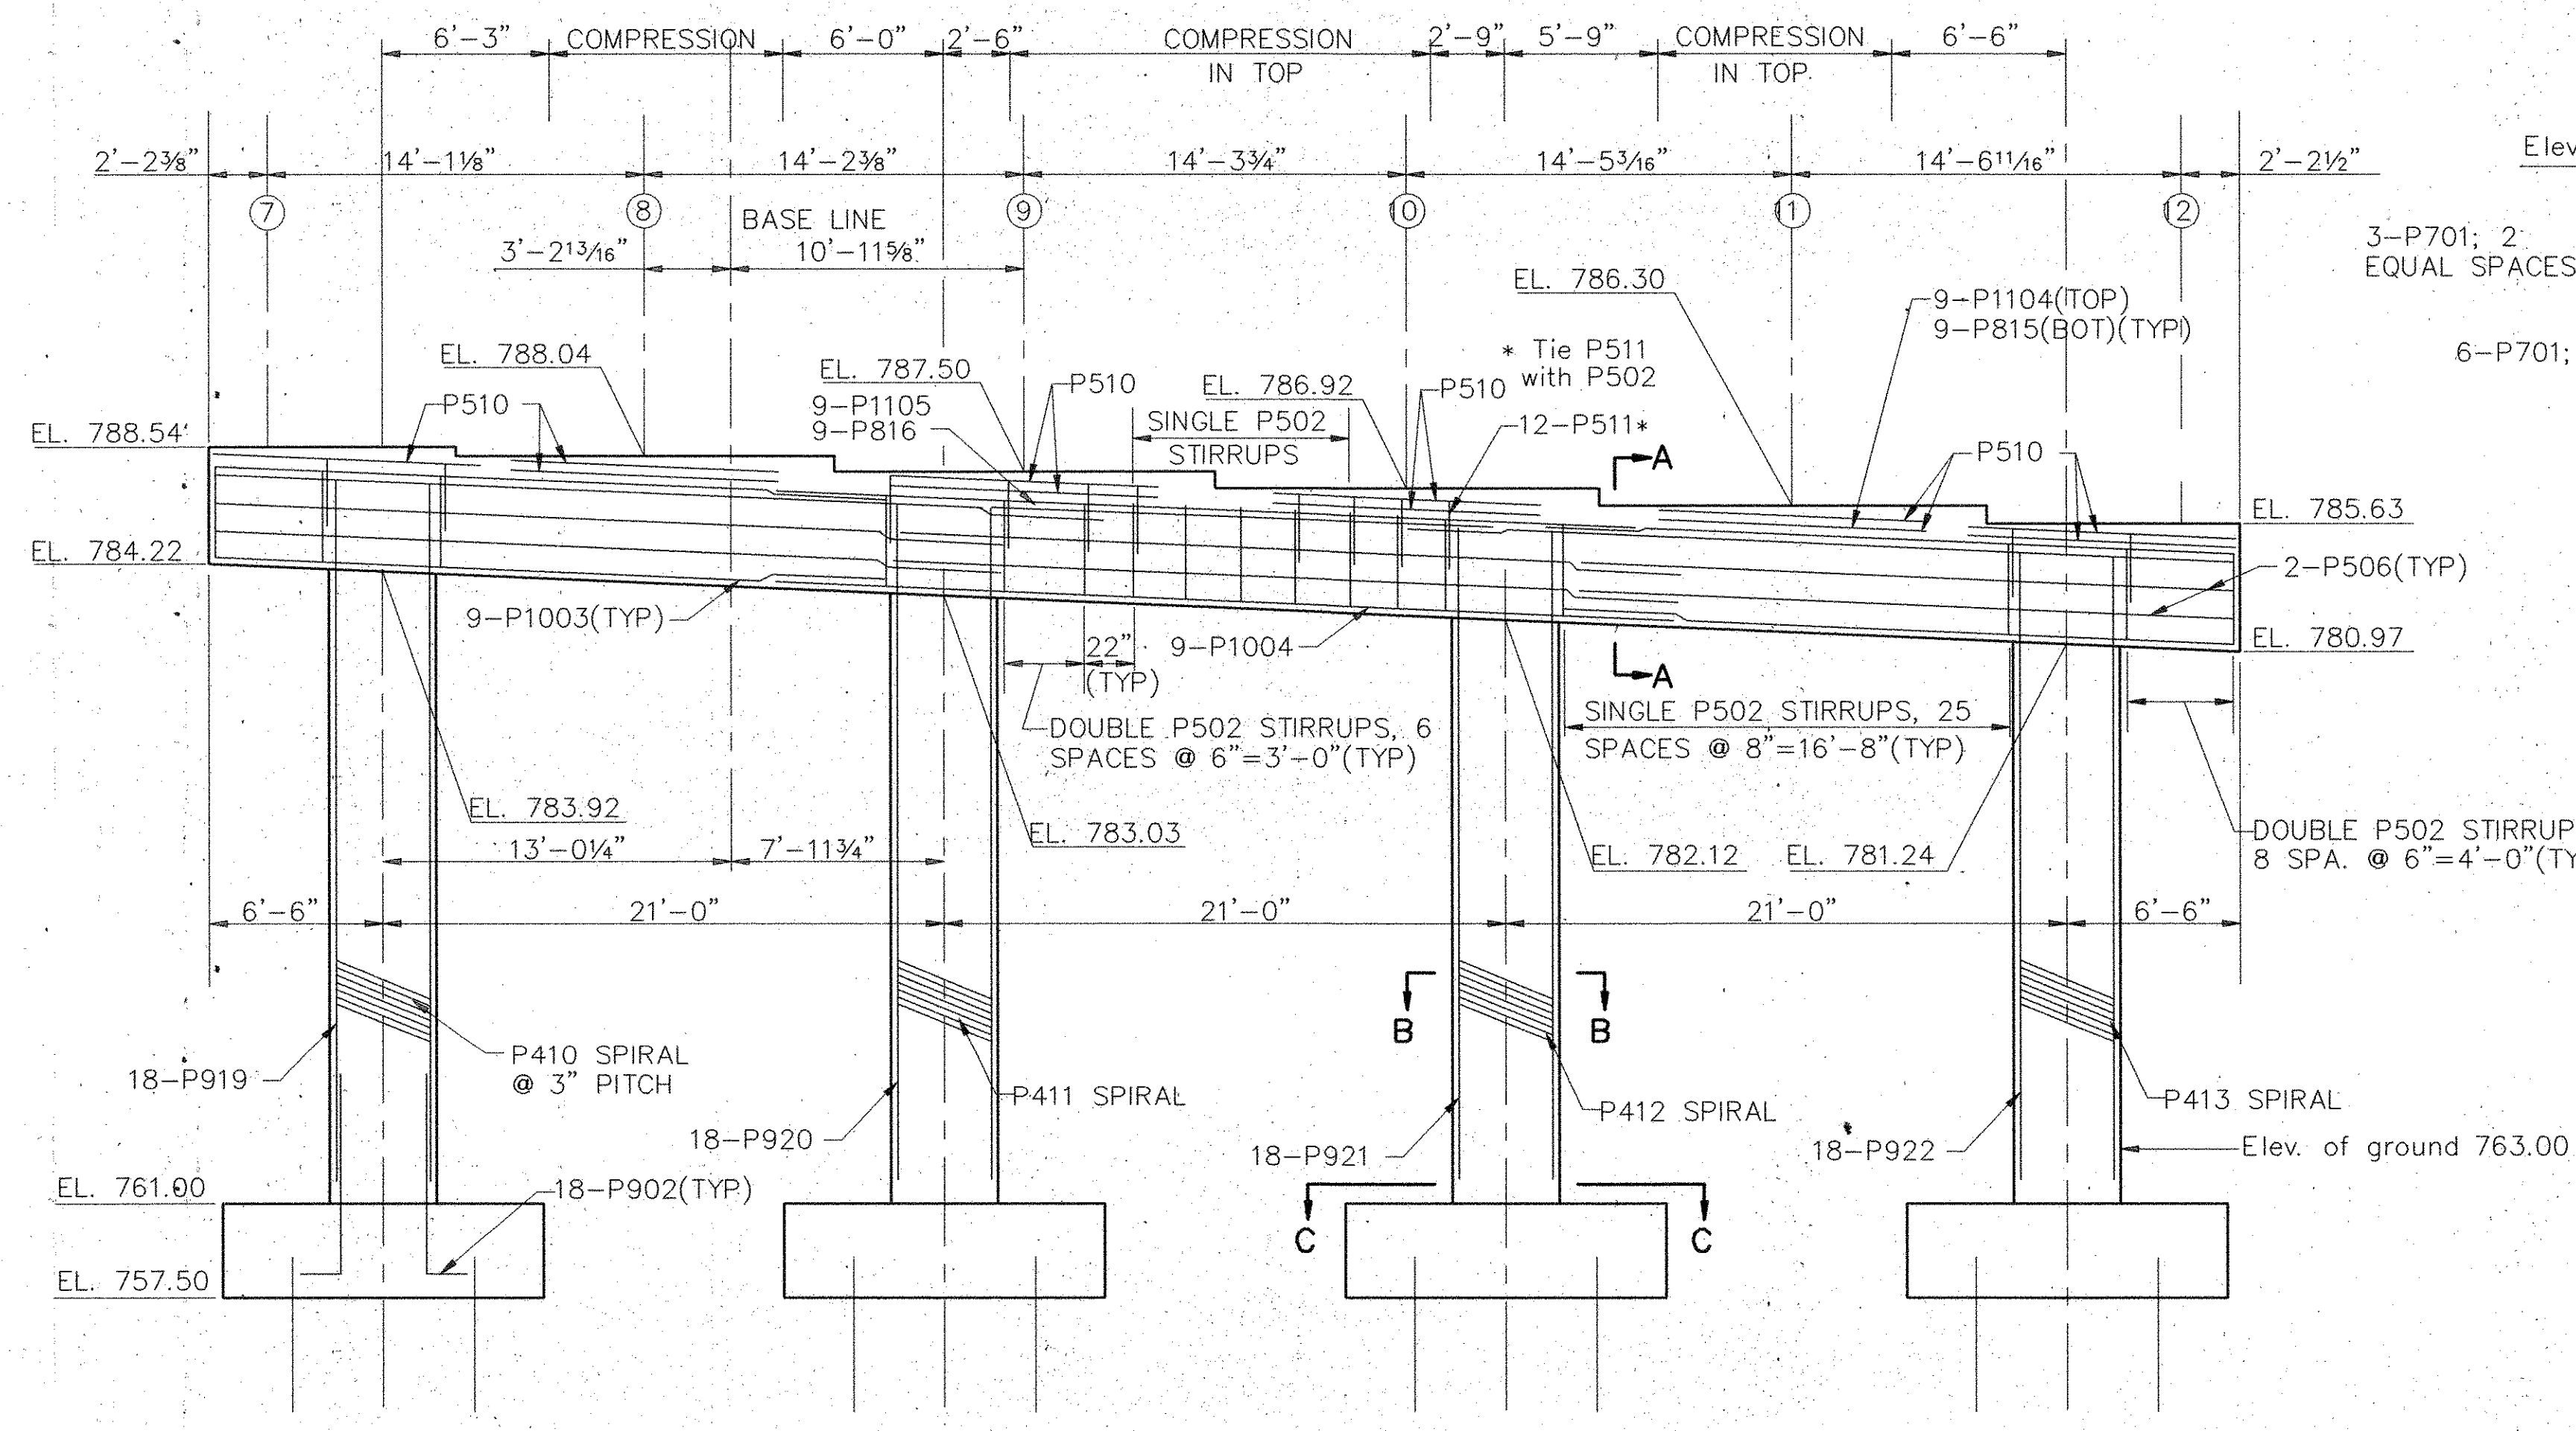 6'-3" COMPRESSION 6'-0" 2'-6" COMPRESSION 2'-9" 5'-9" COMPRESSION 6'-6"
IN TOP IN TOP
2'-2⅜" 14'-1⅛" 14'-2⅜" 14'-3¾" 14'-5³⁄₁₆" 14'-6¹¹⁄₁₆" 2'-2½"
Elev
7 8 9 10 11 12
BASE LINE
3'-2¹³⁄₁₆" 10'-11⅝"
3-P701; 2
EQUAL SPACES
6-P701;
EL. 786.30
9-P1104(TOP)
9-P815(BOT)(TYP)
* Tie P511
with P502
EL. 788.04
EL. 787.50
9-P1105
9-P816
P510
EL. 786.92
P510
SINGLE P502
STIRRUPS
12-P511*
A
P510
P510
EL. 788.54
EL. 784.22
EL. 785.63
2-P506(TYP)
EL. 780.97
9-P1003(TYP)
22"
(TYP)
9-P1004
A
DOUBLE P502 STIRRUPS, 6
SPACES @ 6"=3'-0"(TYP)
SINGLE P502 STIRRUPS, 25
SPACES @ 8"=16'-8"(TYP)
EL. 783.92
EL. 783.03
EL. 782.12
EL. 781.24
DOUBLE P502 STIRRUP
8 SPA. @ 6"=4'-0"(TY
13'-0¼" 7'-11¾"
6'-6" 21'-0" 21'-0" 21'-0" 6'-6"
B B
P410 SPIRAL
@ 3" PITCH
18-P919
P411 SPIRAL
18-P920
P412 SPIRAL
18-P921
P413 SPIRAL
18-P922
Elev. of ground 763.00
EL. 761.00
18-P902(TYP)
C C
EL. 757.50